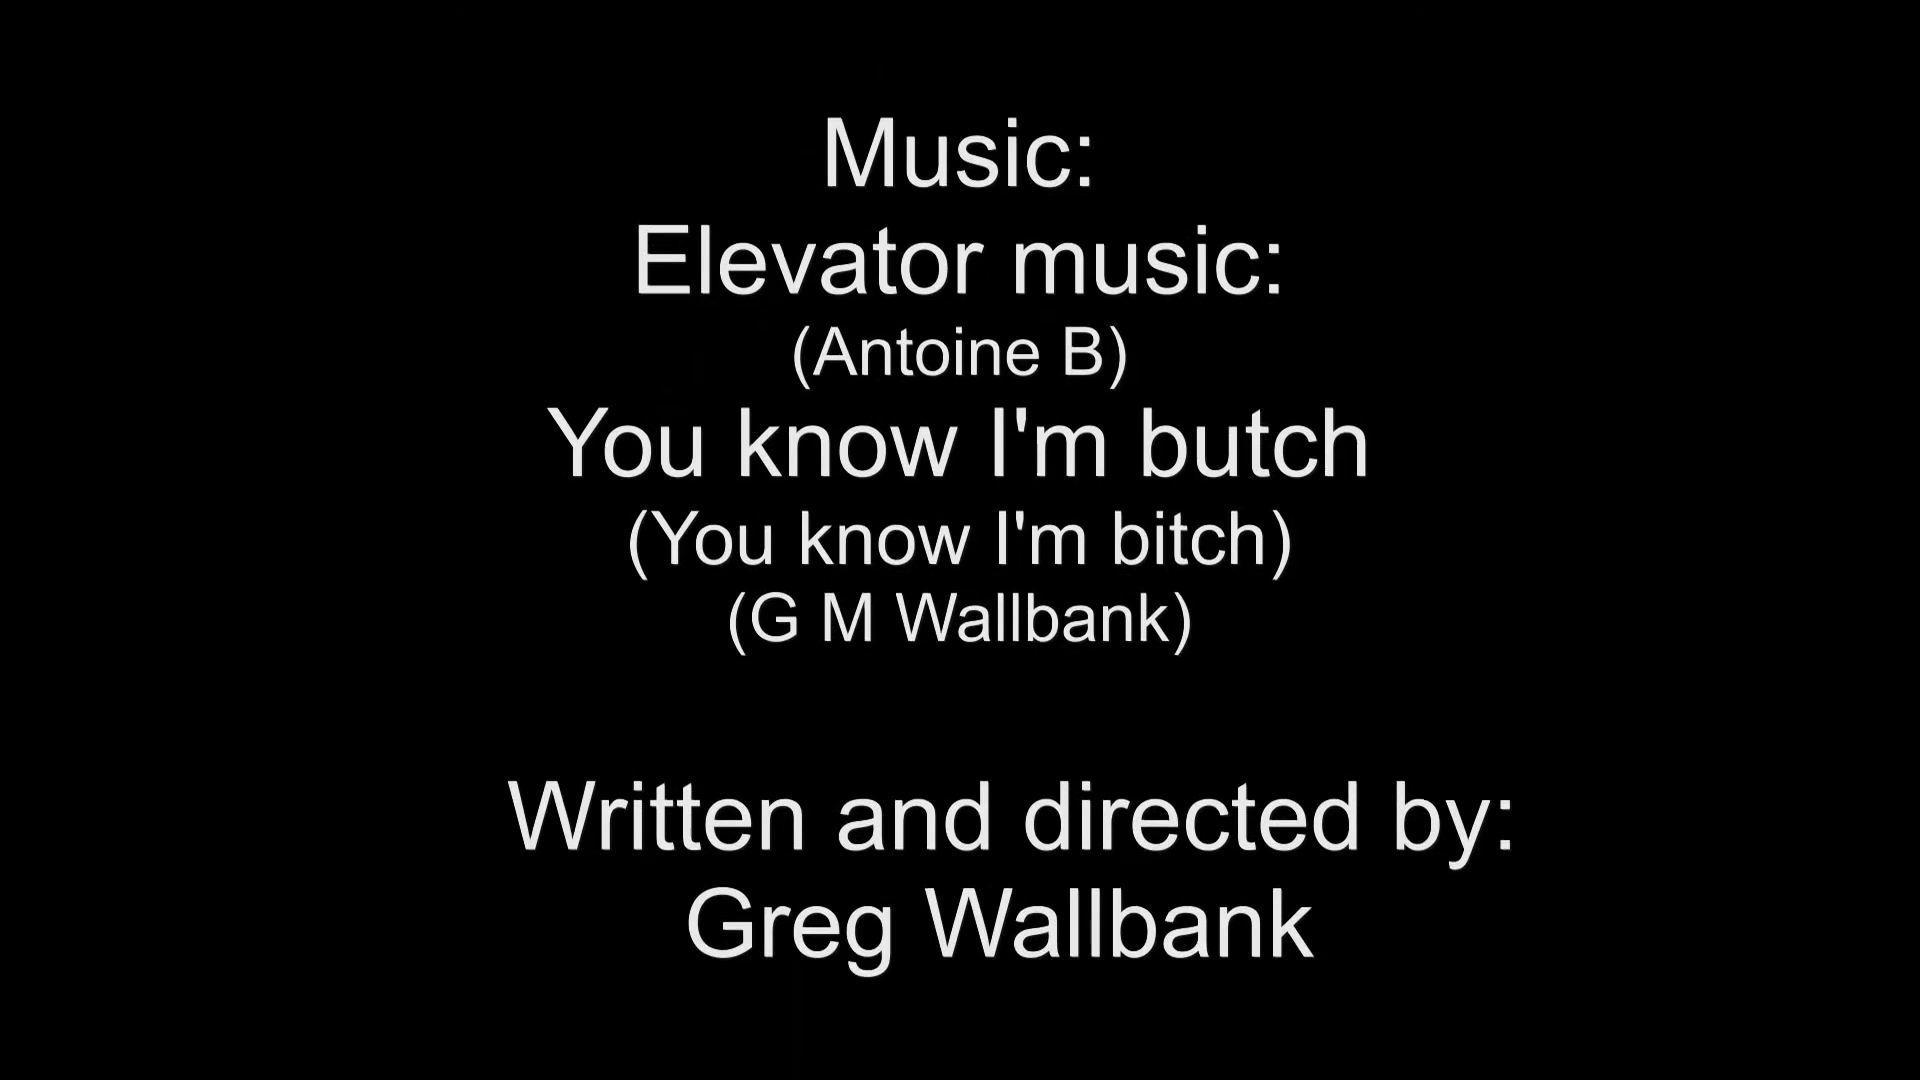 Music:
Elevator music:
(Antoine B)
You know I'm butch
(You know I'm bitch)
(G M Wallbank)
Written and directed by:
Greg Wallbank